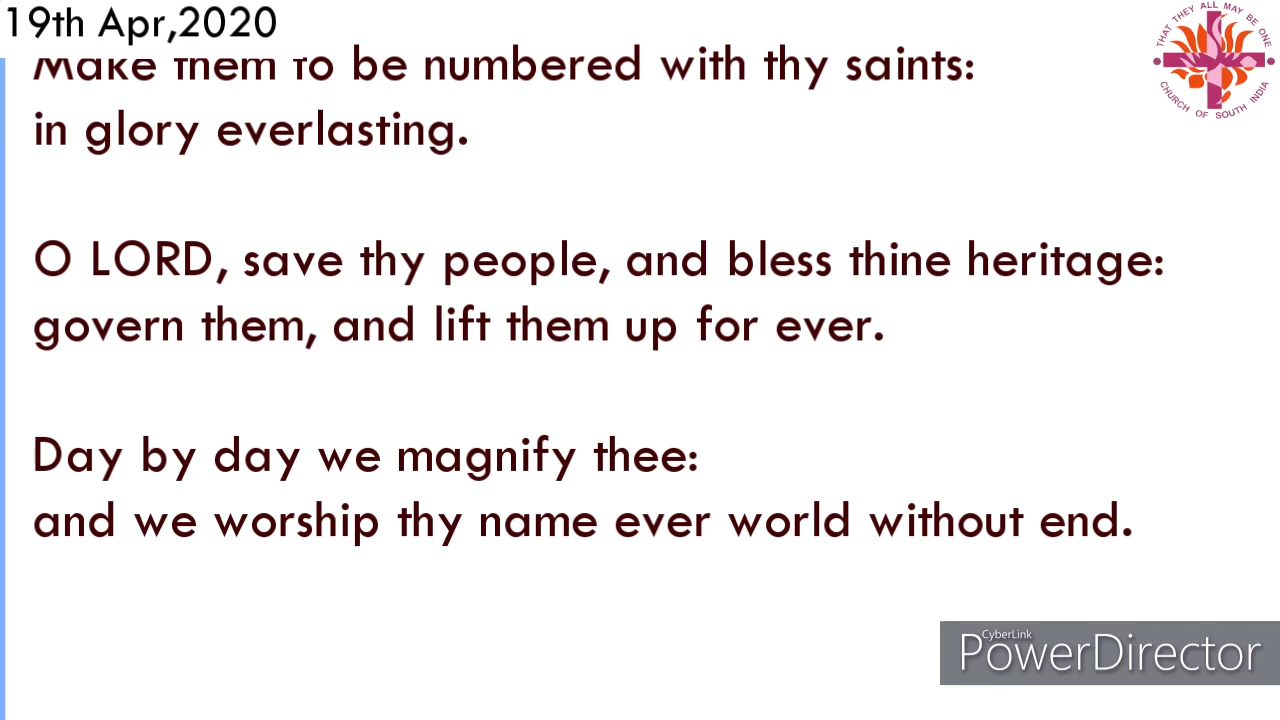 19th Apr,2020
Make them to be numbered with thy saints:
in glory everlasting.
O LORD, save thy people, and bless thine heritage:
govern them, and lift them up for ever.
Day by day we magnify thee:
and we worship thy name ever world without end.
THAT THEY ALL MAY BE ONE
CHURCH OF SOUTH INDIA
CyberLink
PowerDirector